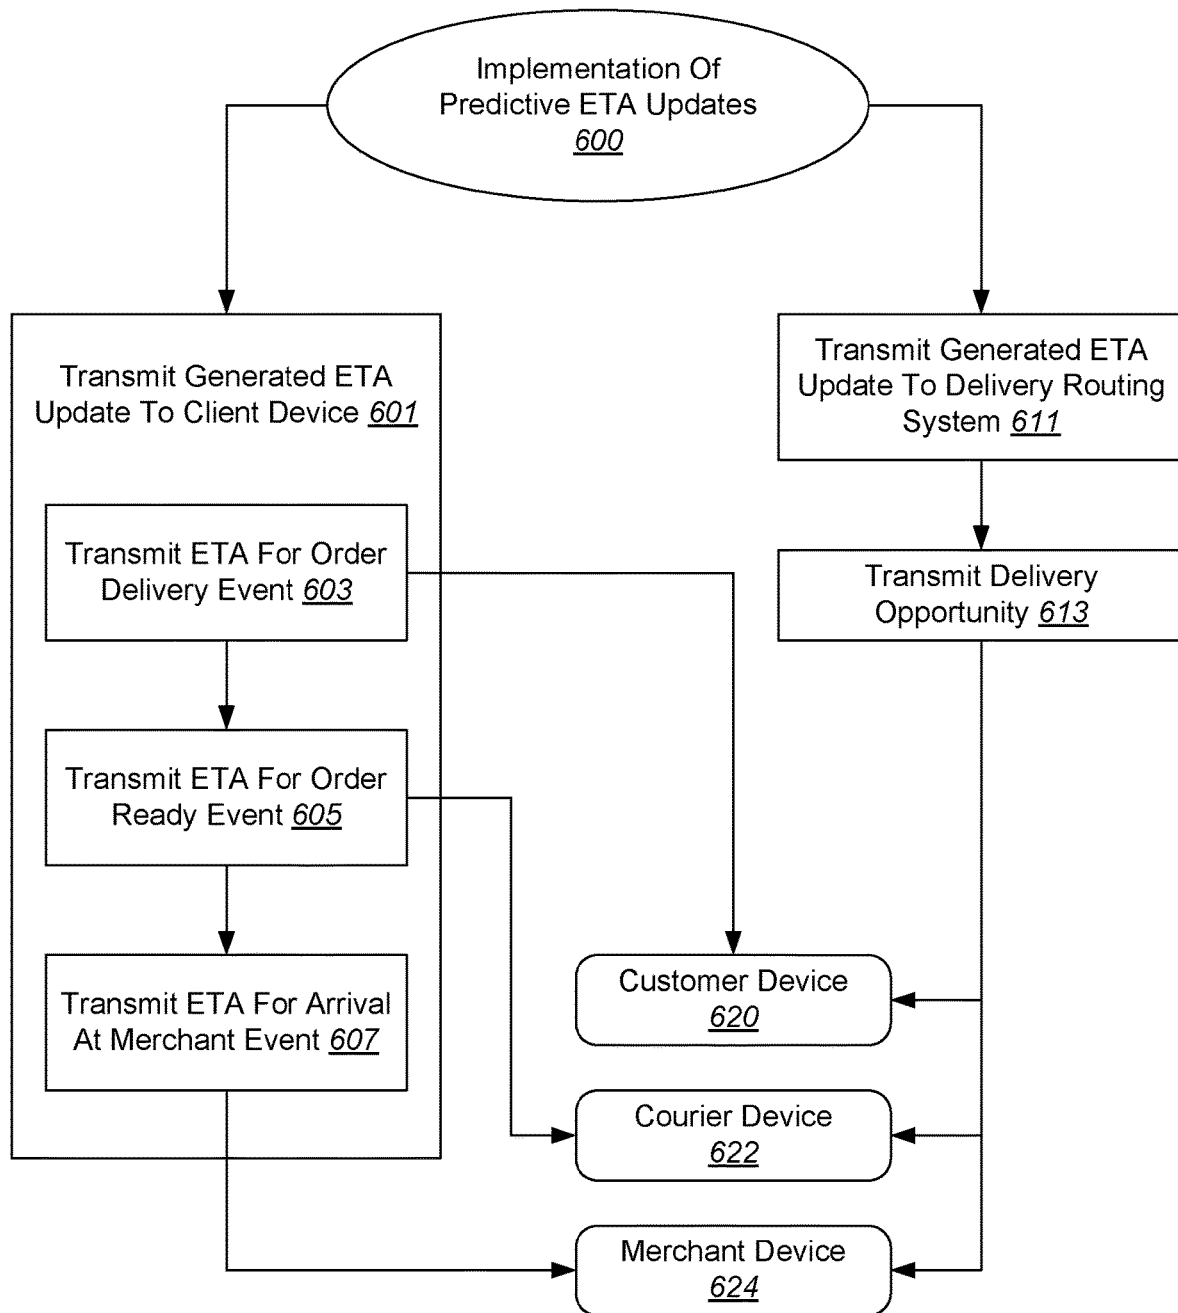 Implementation Of
Predictive ETA Updates
600
Transmit Generated ETA
Update To Client Device 601
Transmit ETA For Order
Delivery Event 603
Transmit ETA For Order
Ready Event 605
Transmit ETA For Arrival
At Merchant Event 607
Transmit Generated ETA
Update To Delivery Routing
System 611
Transmit Delivery
Opportunity 613
Customer Device
620
Courier Device
622
Merchant Device
624